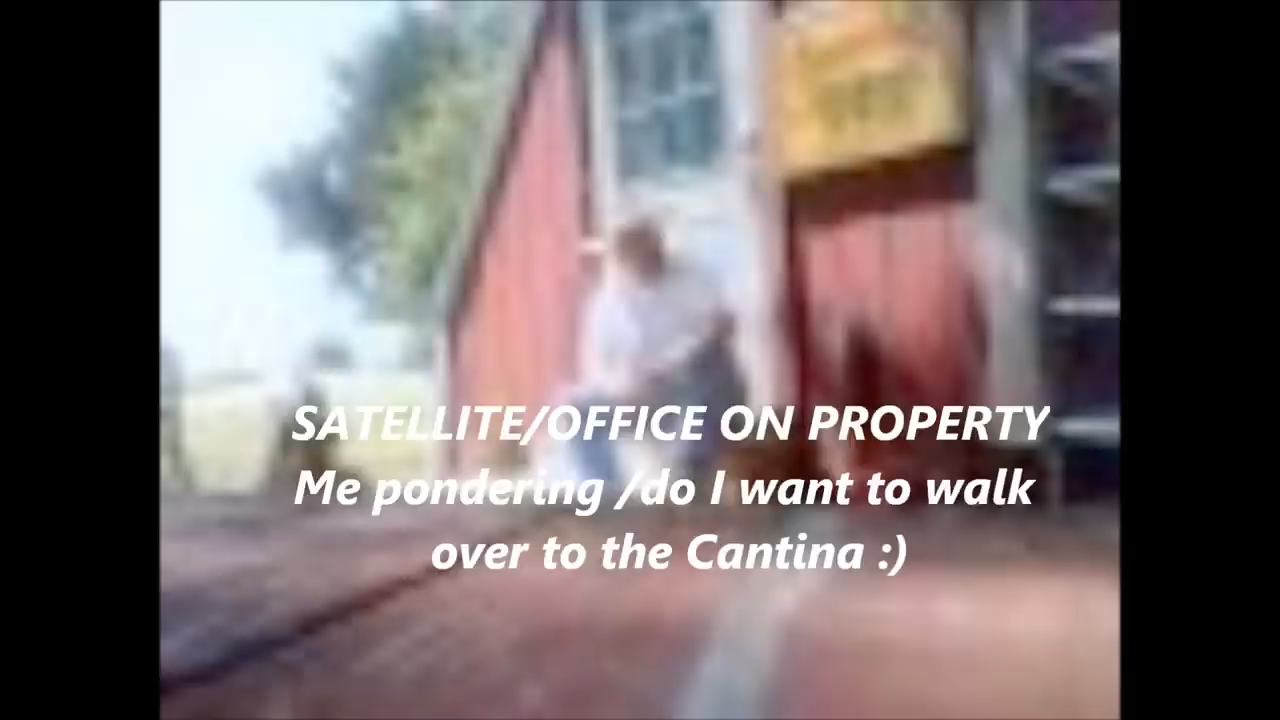 SATELLITE/OFFICE ON PROPERTY
Me pondering /do I want to walk
over to the Cantina :)